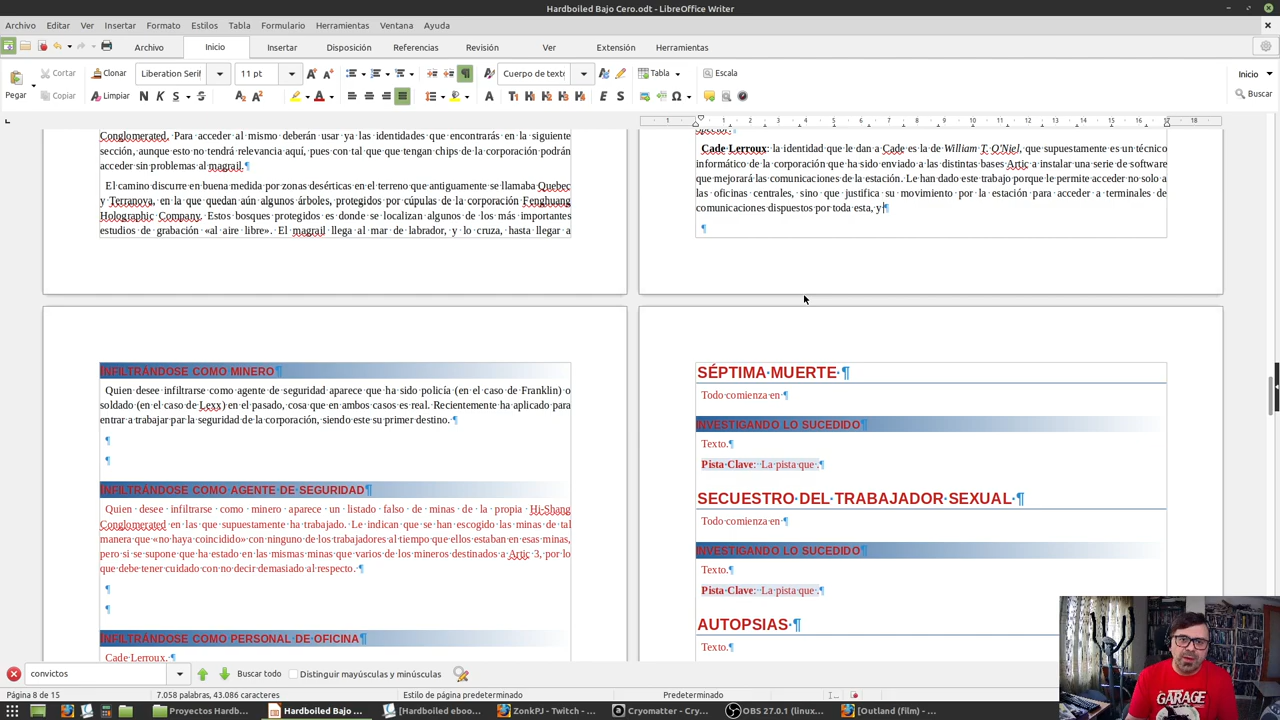 Hardboiled Bajo Cero.odt - LibreOffice Writer
Archivo Editar Ver Insertar Formato Estilos Tabla Formulario Herramientas Ventana Ayuda
Archivo Inicio Insertar Disposición Referencias Revisión Ver Extensión Herramientas
Cortar Clonar Liberation Serif 11 pt Cuerpo de texto Tabla Escala Inicio
Pegar Copiar Limpiar N K S S Buscar
1 1 2 3 4 5 6 7 8 9 10 11 12 13 14 15 16 17 18
Conglomerated. Para acceder al mismo deberán usar ya las identidades que encontrarás en la siguiente
sección, aunque esto no tendrá relevancia aquí, pues con tal que tengan chips de la corporación podrán
acceder sin problemas al magrail.¶
El camino discurre en buena medida por zonas desérticas en el terreno que antiguamente se llamaba Quebec
y Terranova, en la que quedan aún algunos árboles, protegidos por cúpulas de la corporación Fenghuang
Holographic Company. Estos bosques protegidos es donde se localizan algunos de los más importantes
estudios de grabación «al aire libre». El magrail llega al mar de labrador, y lo cruza, hasta llegar a
Cade Lerroux: la identidad que le dan a Cade es la de William T. O'Niel, que supuestamente es un técnico
informático de la corporación que ha sido enviado a las distintas bases Artic a instalar una serie de software
que mejorará las comunicaciones de la estación. Le han dado este trabajo porque le permite acceder no solo a
las oficinas centrales, sino que justifica su movimiento por la estación para acceder a terminales de
comunicaciones dispuestos por toda esta, y¶
¶
INFILTRÁNDOSE COMO MINERO¶
Quien desee infiltrarse como agente de seguridad aparece que ha sido policía (en el caso de Franklin) o
soldado (en el caso de Lexx) en el pasado, cosa que en ambos casos es real. Recientemente ha aplicado para
entrar a trabajar par la seguridad de la corporación, siendo este su primer destino. ¶
¶
¶
INFILTRÁNDOSE COMO AGENTE DE SEGURIDAD¶
Quien desee infiltrarse como minero aparece un listado falso de minas de la propia Hi-Shang
Conglomerated en las que supuestamente ha trabajado. Le indican que se han escogido las minas de tal
manera que «no haya coincidido» con ninguno de los trabajadores al tiempo que ellos estaban en esas minas,
pero si se supone que ha estado en las mismas minas que varios de los mineros destinados a Artic 3, por lo
que debe tener cuidado con no decir demasiado al respecto. ¶
¶
¶
INFILTRÁNDOSE COMO PERSONAL DE OFICINA¶
Cade Lerroux. ¶
SÉPTIMA MUERTE ¶
Todo comienza en ¶
INVESTIGANDO LO SUCEDIDO¶
Texto.¶
Pista Clave: La pista que .¶
SECUESTRO DEL TRABAJADOR SEXUAL ¶
Todo comienza en ¶
INVESTIGANDO LO SUCEDIDO¶
Texto.¶
Pista Clave: La pista que .¶
AUTOPSIAS ¶
Texto.¶
GARAGE
convictos Buscar todo Distinguir mayúsculas y minúsculas
Página 8 de 15 7.058 palabras, 43.086 caracteres Estilo de página predeterminado Predeterminado
Proyectos Hardb... Hardboiled Bajo ... [Hardboiled eboo... ZonkPJ - Twitch - ... Cryomatter - Cry... OBS 27.0.1 (linux... [Outland (film) - ...